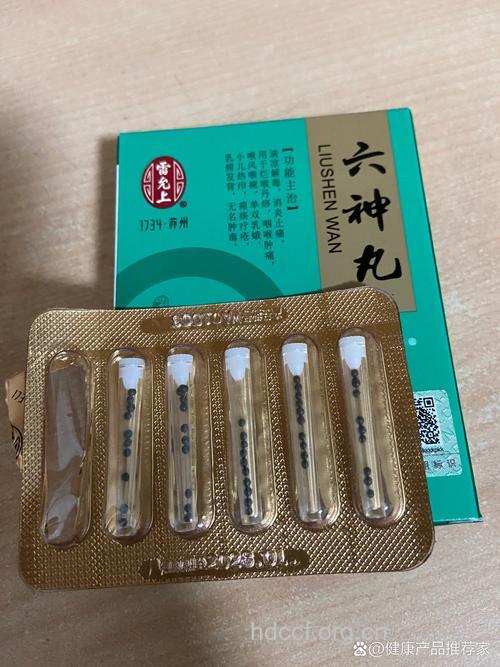 六神丸
LIUSHEN WAN
【功能主治】
清凉解毒，消炎止痛。
用于烂喉丹痧，咽喉肿痛，
喉风喉痈，单双乳蛾，
小儿热疖，痈疡疔疮，
乳痈发背，无名肿毒。
雷允上
®
1734·苏州
标识
hdccf.org.cn
@健康产品推荐家